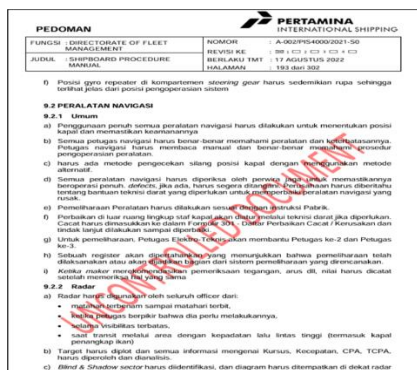 PEDOMAN
PERTAMINA
INTERNATIONAL SHIPPING
FUNGSI : DIRECTORATE OF FLEET MANAGEMENT
NOMOR : A-002/PIS4000/2021-S0
REVISI KE
JUDUL : SHIPBOARD PROCEDURE MANUAL
BERLAKU TMT : 17 AGUSTUS 2022
HALAMAN : 193 dari 302
f) Posisi gyro repeater di kompartemen steering gear harus sedemikian rupa sehingga
terlihat jelas dari posisi pengoperasian sistem
9.2 PERALATAN NAVIGASI
9.2.1 Umum
a) Penggunaan penuh semua peralatan navigasi harus dilakukan untuk menentukan posisi
kapal dan memastikan keamanannya
b) Semua petugas navigasi harus benar-benar memahami peralatan dan keterbatasannya.
Petugas navigasi harus membaca manual dan benar-benar memahami prosedur
pengoperasian peralatan.
c) harus ada metode pengecekan silang posisi kapal dengan menggunakan metode
alternatif.
d) Semua peralatan navigasi harus diperiksa oleh perwira jaga untuk memastikannya
beroperasi penuh. defects, jika ada, harus segera ditangani. Perusahaan harus diberitahu
tentang bantuan teknisi darat yang diperlukan untuk memperbaiki peralatan navigasi yang
rusak.
e) Pemeliharaan Peralatan harus dilakukan sesuai dengan instruksi Pabrik.
f) Perbaikan di luar ruang lingkup staf kapal akan diatur melalui teknisi darat jika diperlukan.
Cacat harus dimasukkan ke dalam Formulir 301 - Daftar Perbaikan Cacat / Kerusakan dan
tindak lanjut dilakukan sampai diperbaiki.
g) Untuk pemeliharaan, Petugas Elektro-Teknis akan membantu Petugas ke-2 dan Petugas
ke-3.
h) Sebuah register akan dipertahankan yang menunjukkan bahwa pemeliharaan telah
dilaksanakan atau akan dijadikan bagian dari sistem pemeliharaan yang direncanakan.
i) Ketika maker merekomendasikan pemeriksaan tegangan, arus dll, nilai harus dicatat
setelah memeriksa hal yang sama
9.2.2 Radar
a) Radar harus digunakan oleh seluruh officer dari:
• matahari terbenam sampai matahari terbit,
• ketika petugas berpikir bahwa dia perlu melakukannya,
• selama visibilitas terbatas,
• saat transit melalui area dengan kepadatan lalu lintas tinggi (termasuk kapal
penangkap ikan)
b) Target harus diplot dan semua informasi mengenai Kursus, Kecepatan, CPA, TCPA,
harus diperoleh dan dianalisis.
c) Blind & Shadow sector harus diidentifikasi, dan diagram harus ditempatkan di dekat radar
UNCONTROLLED DOCUMENT